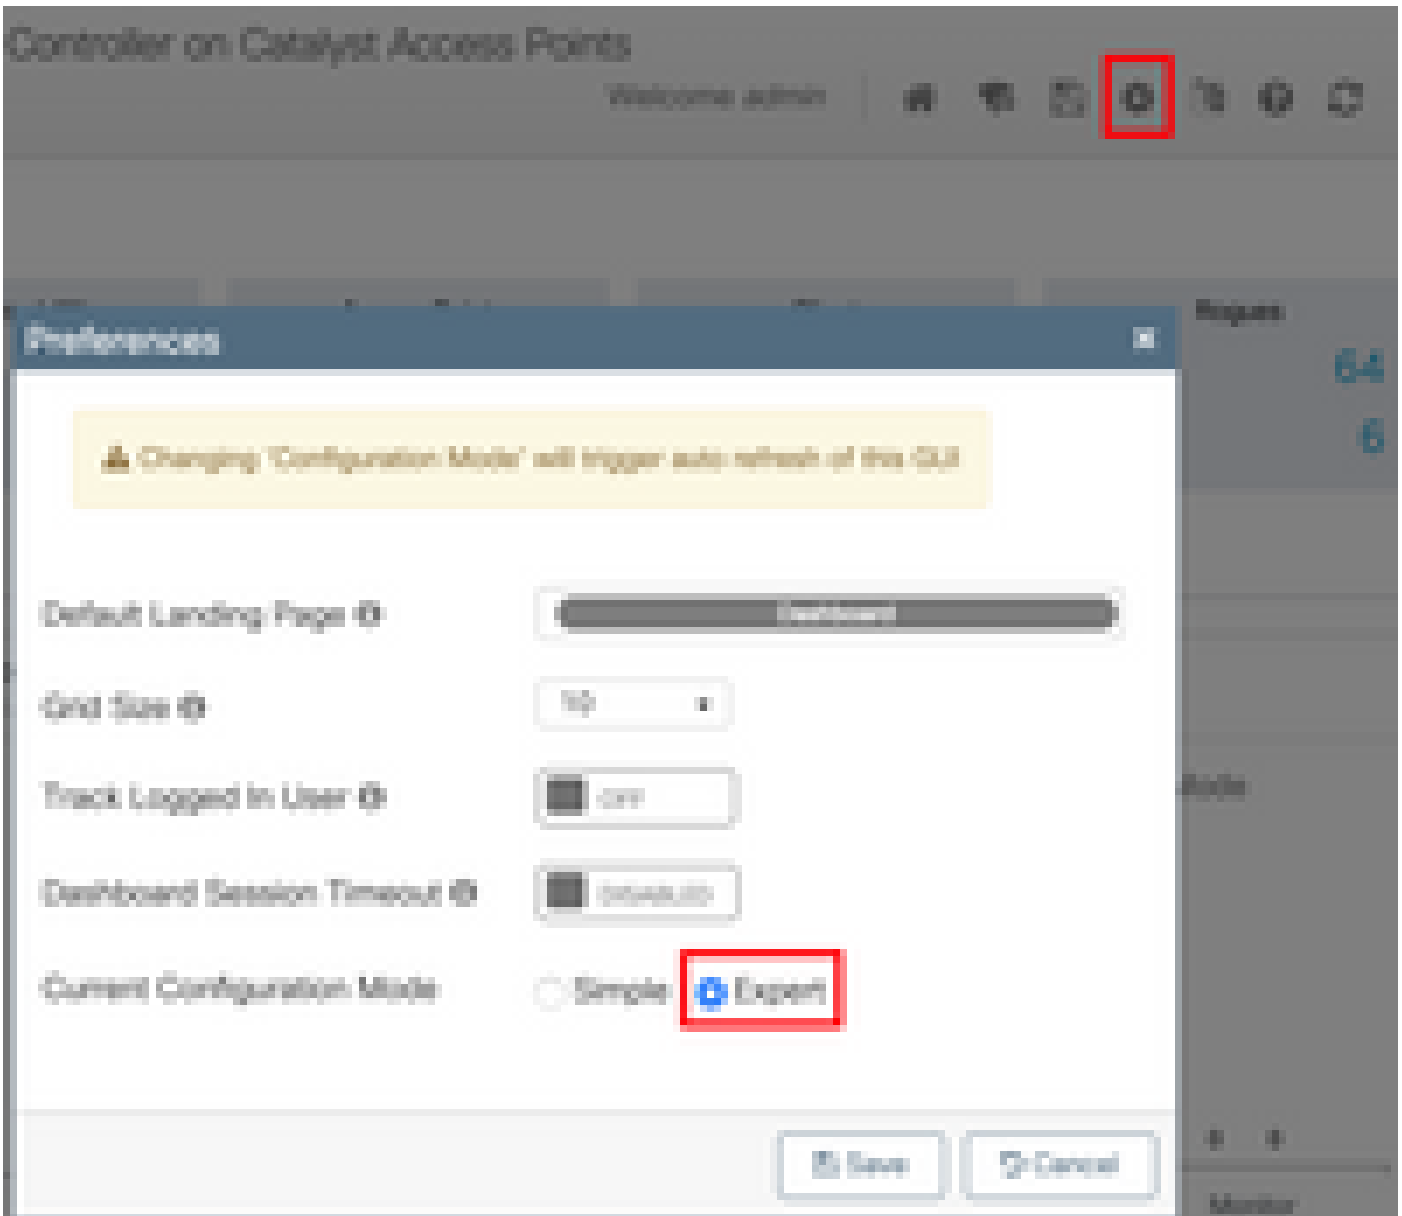 Controller on Catalyst Access Points
Welcome admin
Rogues
64
6
Preferences
Changing 'Configuration Mode' will trigger auto refresh of this GUI
Default Landing Page
Dashboard
Grid Size
10
Track Logged In User
OFF
Dashboard Session Timeout
DISABLED
Current Configuration Mode
Simple
Expert
Save
Cancel
Monitor